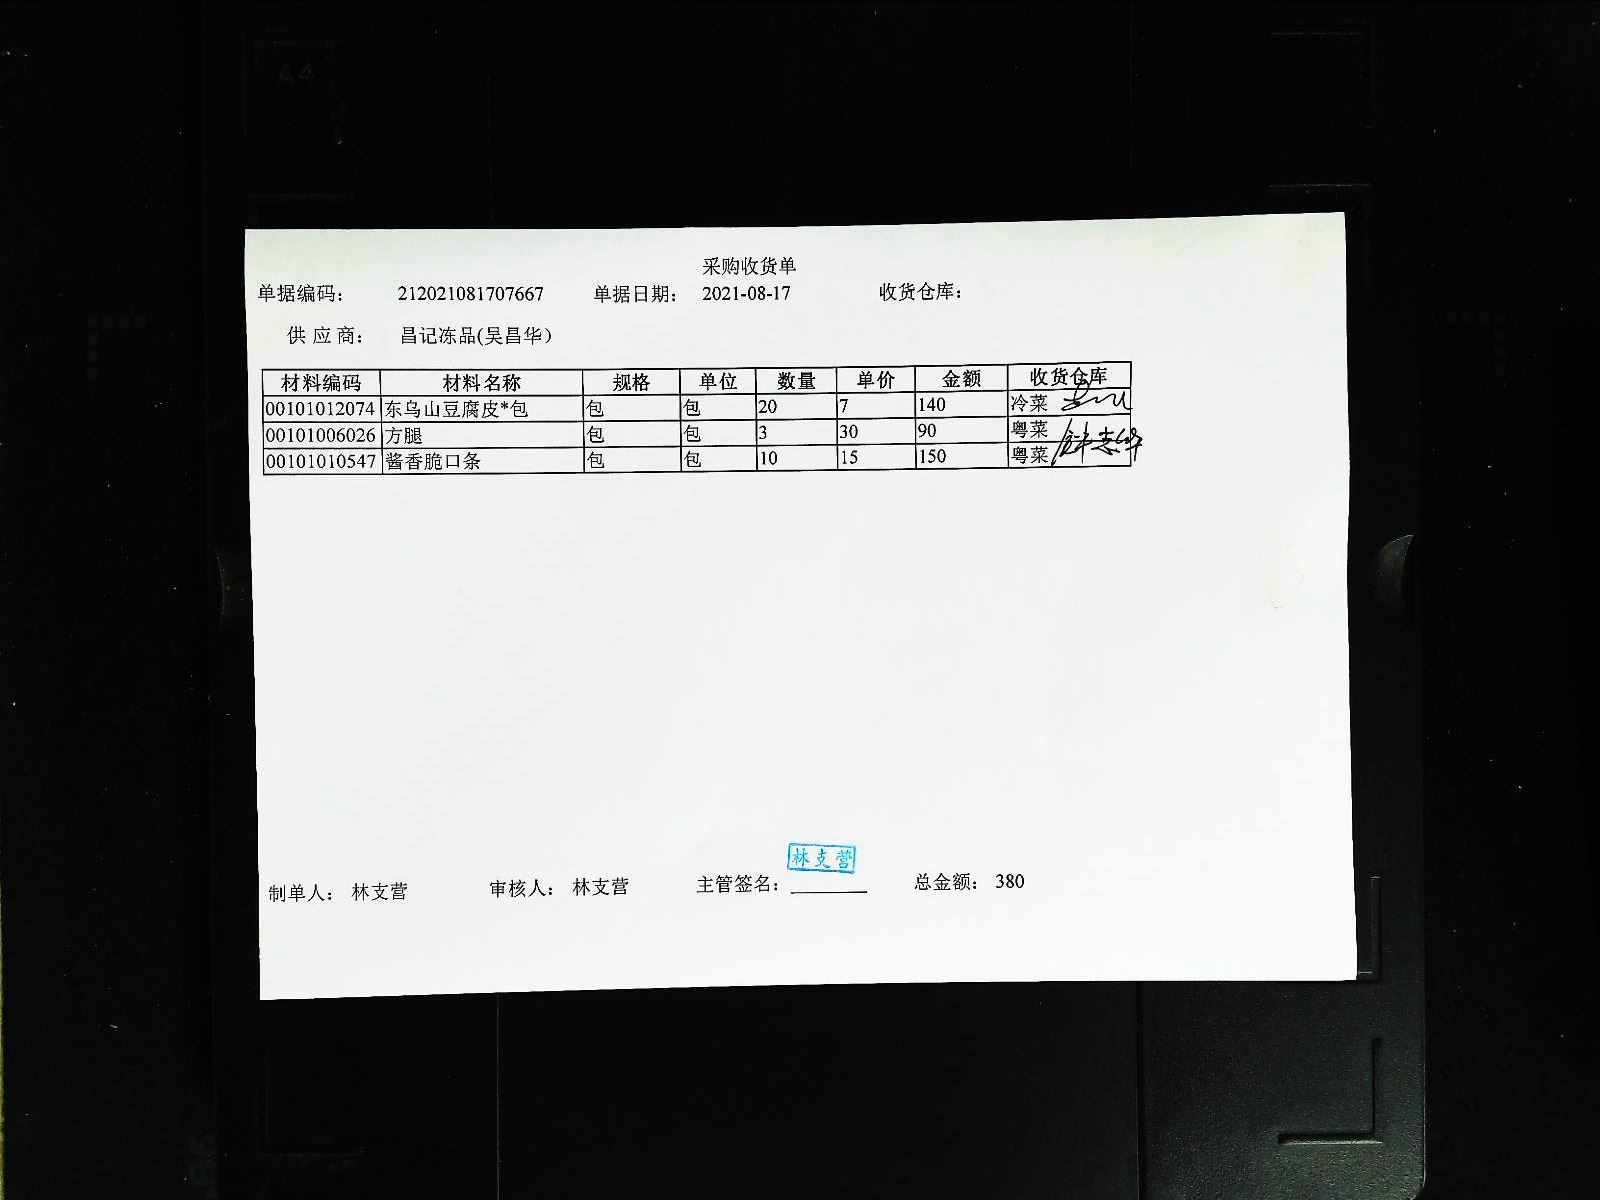 A4
采购收货单
单据编码： 212021081707667 单据日期： 2021-08-17 收货仓库：
供应商： 昌记冻品(吴昌华）
材料编码 材料名称 规格 单位 数量 单价 金额 收货仓库
00101012074 东乌山豆腐皮*包 包 包 20 7 140 冷菜
00101006026 方腿 包 包 3 30 90 粤菜
00101010547 酱香脆口条 包 包 10 15 150 粤菜
林支营
制单人： 林支营 审核人： 林支营 主管签名： 总金额： 380